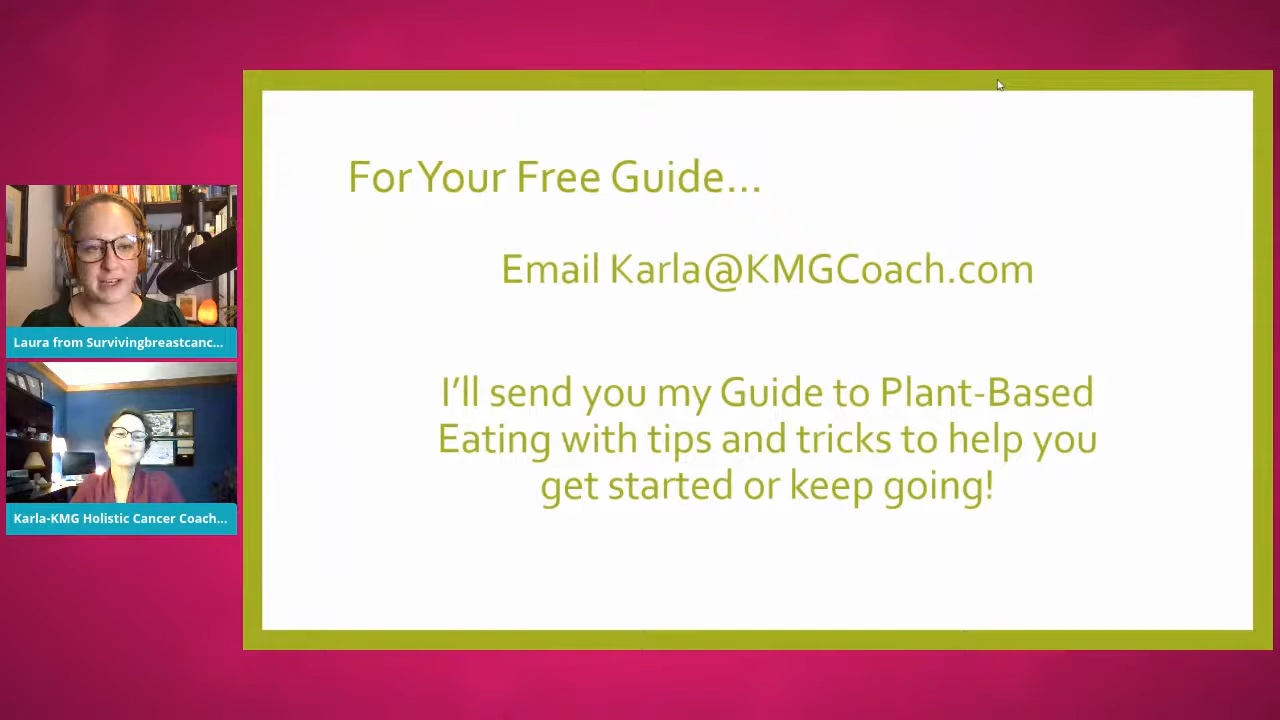 For Your Free Guide...
Email Karla@KMGCoach.com
I'll send you my Guide to Plant-Based
Eating with tips and tricks to help you
get started or keep going!
Laura from Survivingbreastcanc...
Karla-KMG Holistic Cancer Coach...